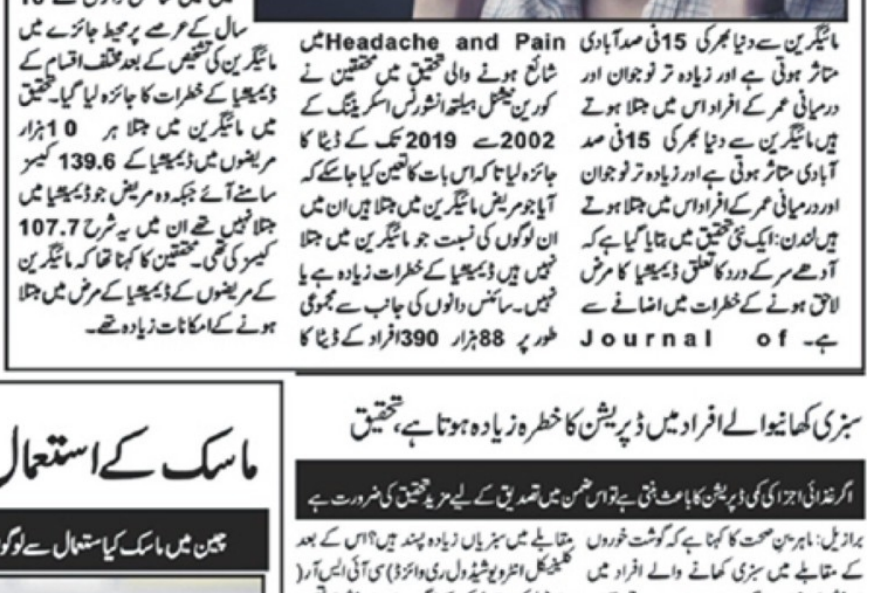 مائیگرین سے دنیا بھر کی 15 فی صد آبادی
متاثر ہوتی ہے اور زیادہ تر نوجوان اور
درمیانی عمر کے افراد اس میں مبتلا ہوتے
ہیں مائیگرین سے دنیا بھر کی 15 فی صد
آبادی متاثر ہوتی ہے اور زیادہ تر نوجوان
اور درمیانی عمر کے افراد اس میں مبتلا ہوتے
ہیں لندن: ایک نئی تحقیق میں بتایا گیا ہے کہ
آدھے سر کے درد کا تعلق ڈیمینشیا کا مرض
لاحق ہونے کے خطرات میں اضافے سے
ہے۔ Journal of
Headache and Pain میں
شائع ہونے والی تحقیق میں محققین نے
کورین نیشنل ہیلتھ انشورنس اسکریننگ کے
2002 سے 2019 تک کے ڈیٹا کا
جائزہ لیا تاکہ اس بات کا تعین کیا جاسکے کہ
آیا جو مریض مائیگرین میں مبتلا ہیں ان میں
ان لوگوں کی نسبت جو مائیگرین میں مبتلا
نہیں ہیں ڈیمینشیا کے خطرات زیادہ ہے یا
نہیں۔ سائنس دانوں کی جانب سے مجموعی
طور پر 88 ہزار 390 افراد کے ڈیٹا کا
سال کے عرصے پر محیط جائزے میں
مائیگرین کی تشخیص کے بعد مختلف اقسام کے
ڈیمینشیا کے خطرات کا جائزہ لیا گیا۔ تحقیق
میں مائیگرین میں مبتلا ہر 10 ہزار
مریضوں میں ڈیمینشیا کے 139.6 کیسز
سامنے آئے جبکہ وہ مریض جو ڈیمینشیا میں
مبتلا نہیں تھے ان میں یہ شرح 107.7
کیسز کی تھی۔ محققین کا کہنا تھا کہ مائیگرین
کے مریضوں کے ڈیمینشیا کے مرض میں مبتلا
ہونے کے امکانات زیادہ تھے۔
سبزی کھانیوالے افراد میں ڈپریشن کا خطرہ زیادہ ہوتا ہے، تحقیق
اگر غذائی اجزا کی کمی ڈپریشن کا باعث بنتی ہے تو اس ضمن میں تصدیق کے لیے مزید تحقیق کی ضرورت ہے
برازیل: ماہرین صحت کا کہنا ہے کہ گوشت خوروں
کے مقابلے میں سبزی کھانے والے افراد میں
مقابلے میں سبزیاں زیادہ پسند ہیں؟ اس کے بعد
کلینیکل انٹرویو شیڈول ری وائزڈ) سی آئی ایس آر(
ماسک کے استعمال
چین میں ماسک کیا ستعمال سے لوگو